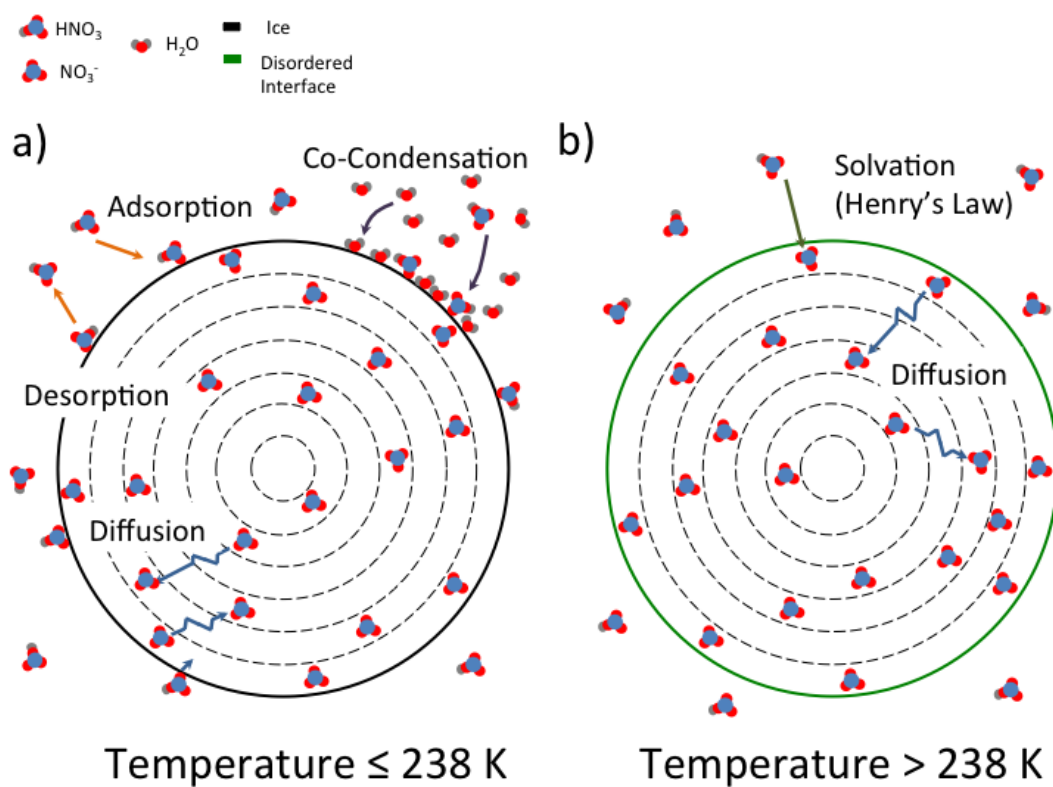 HNO₃
H₂O
Ice
NO₃⁻
Disordered
Interface
a)
Co-Condensation
Adsorption
Desorption
Diffusion
Temperature ≤ 238 K
b)
Solvation
(Henry's Law)
Diffusion
Temperature > 238 K